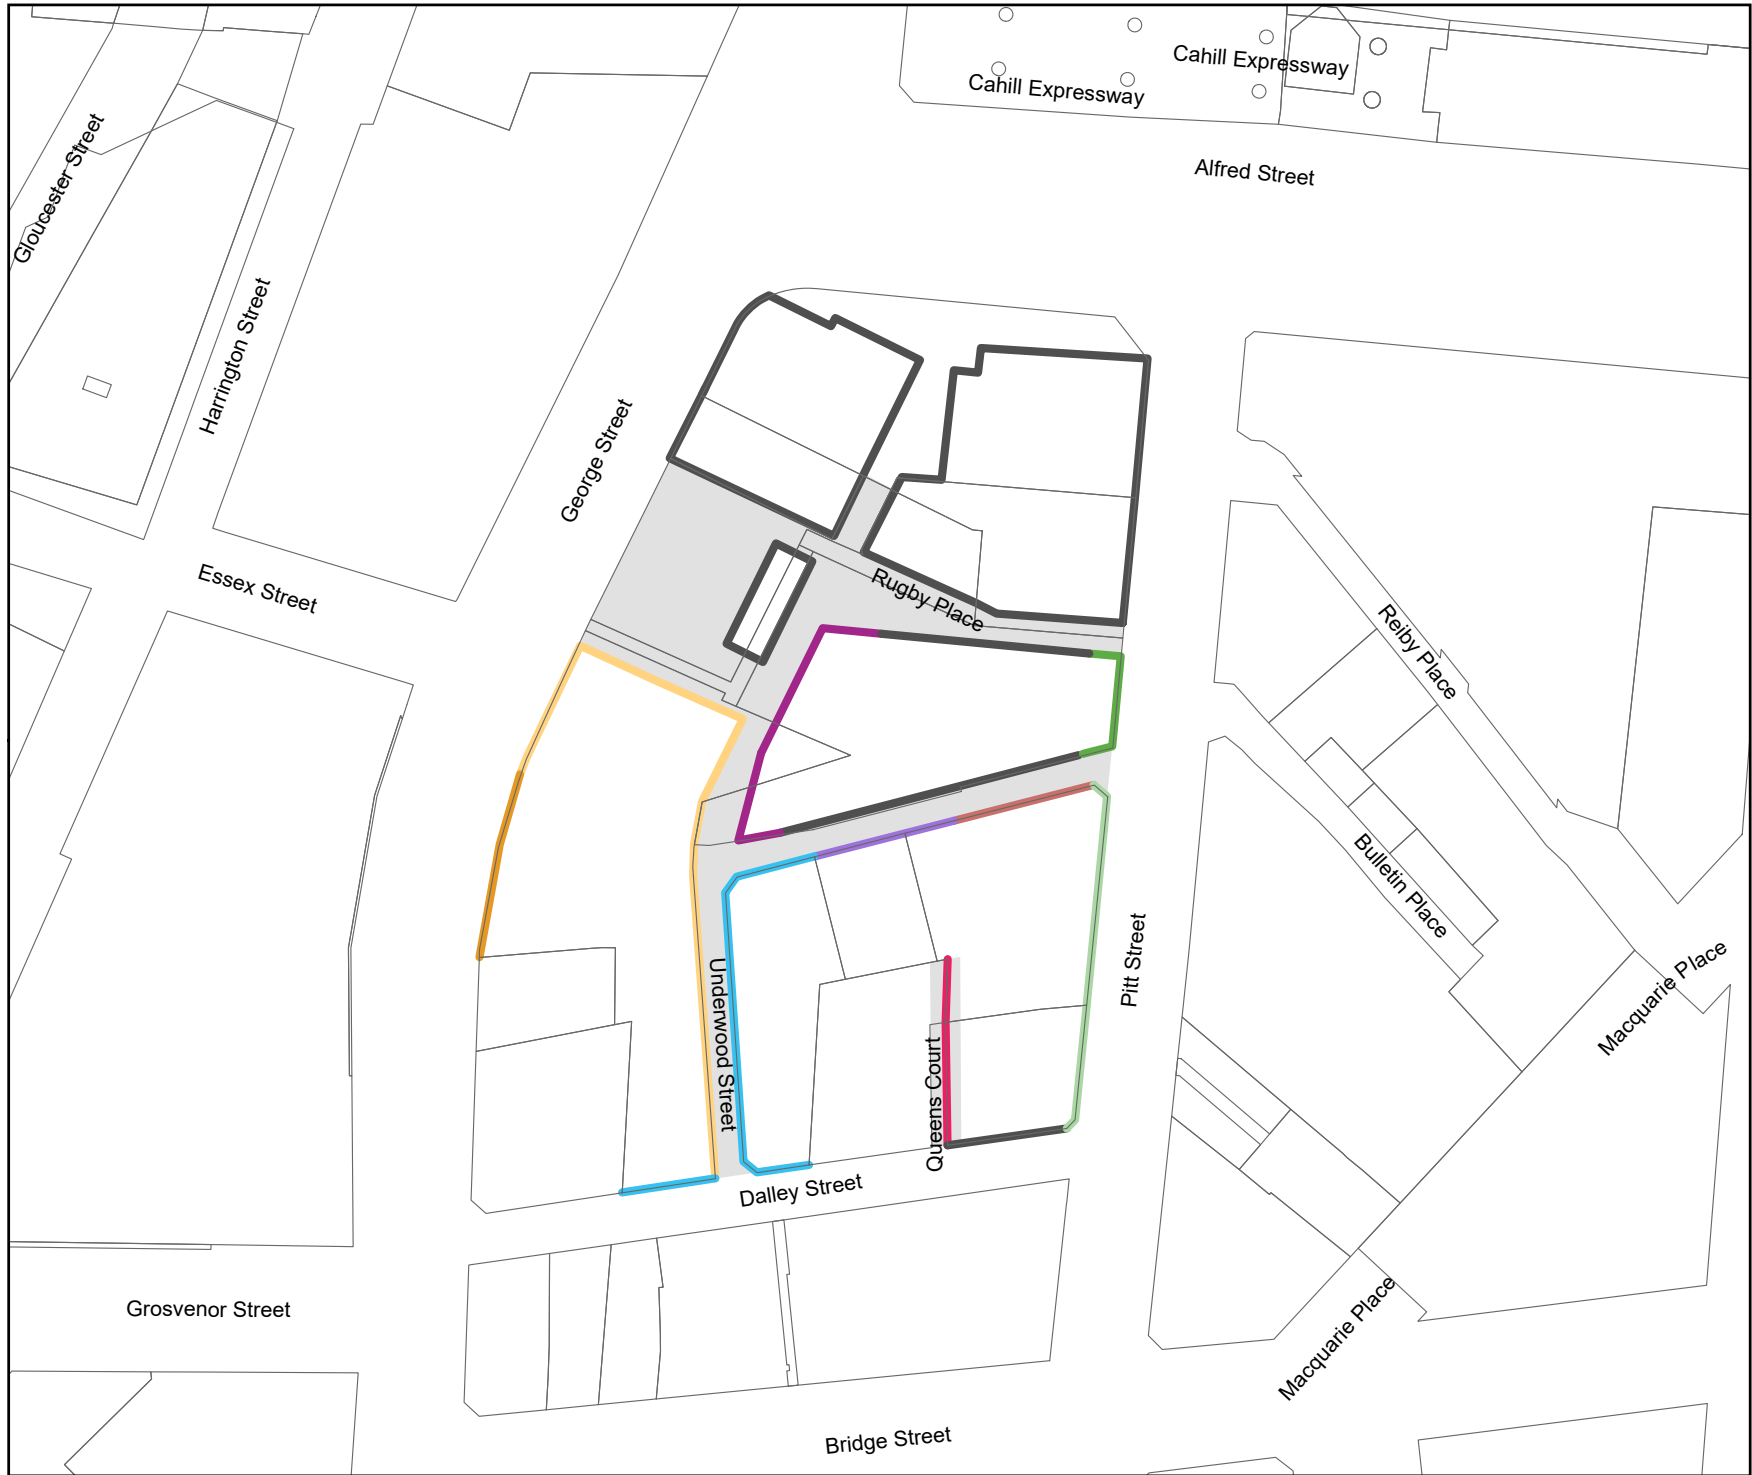 Cahill Expressway
Cahill Expressway
Alfred Street
Gloucester Street
Harrington Street
George Street
Essex Street
Rugby Place
Reiby Place
Bulletin Place
Pitt Street
Macquarie Place
Underwood Street
Queens Court
Dalley Street
Grosvenor Street
Macquarie Place
Bridge Street